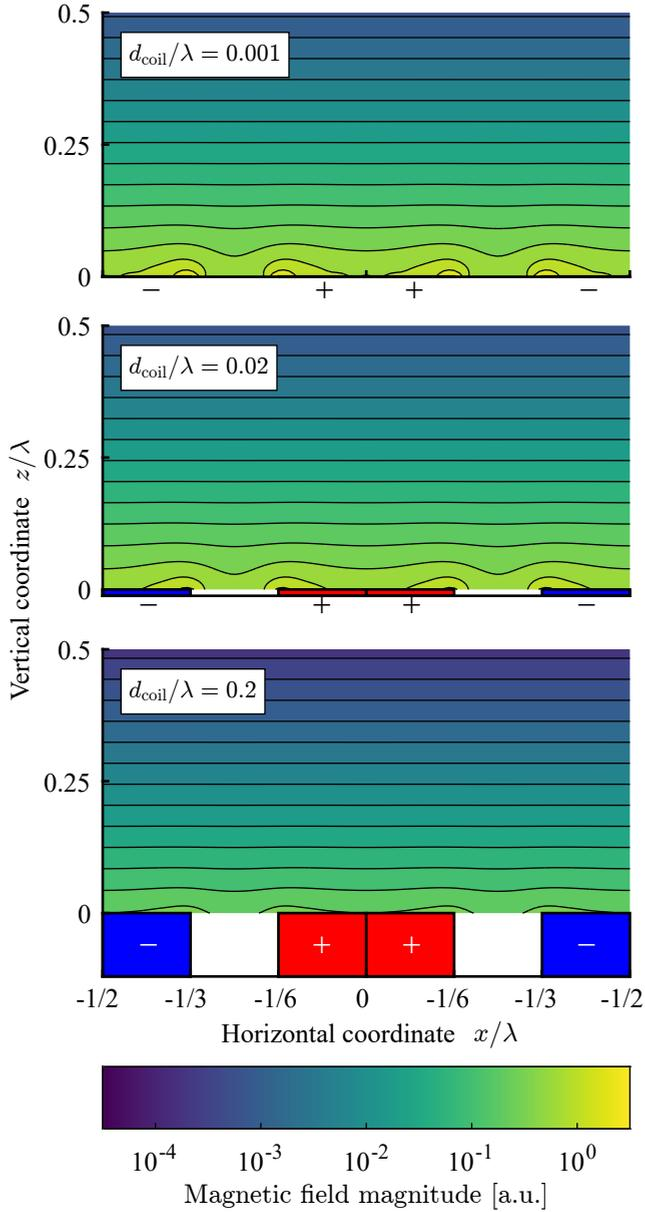 0.5
d_coil/λ = 0.001
0.25
0
− + + −
0.5
d_coil/λ = 0.02
0.25
0
− + + −
Vertical coordinate z/λ
0.5
d_coil/λ = 0.2
0.25
0
− + + −
-1/2 -1/3 -1/6 0 -1/6 -1/3 -1/2
Horizontal coordinate x/λ
10^-4 10^-3 10^-2 10^-1 10^0
Magnetic field magnitude [a.u.]